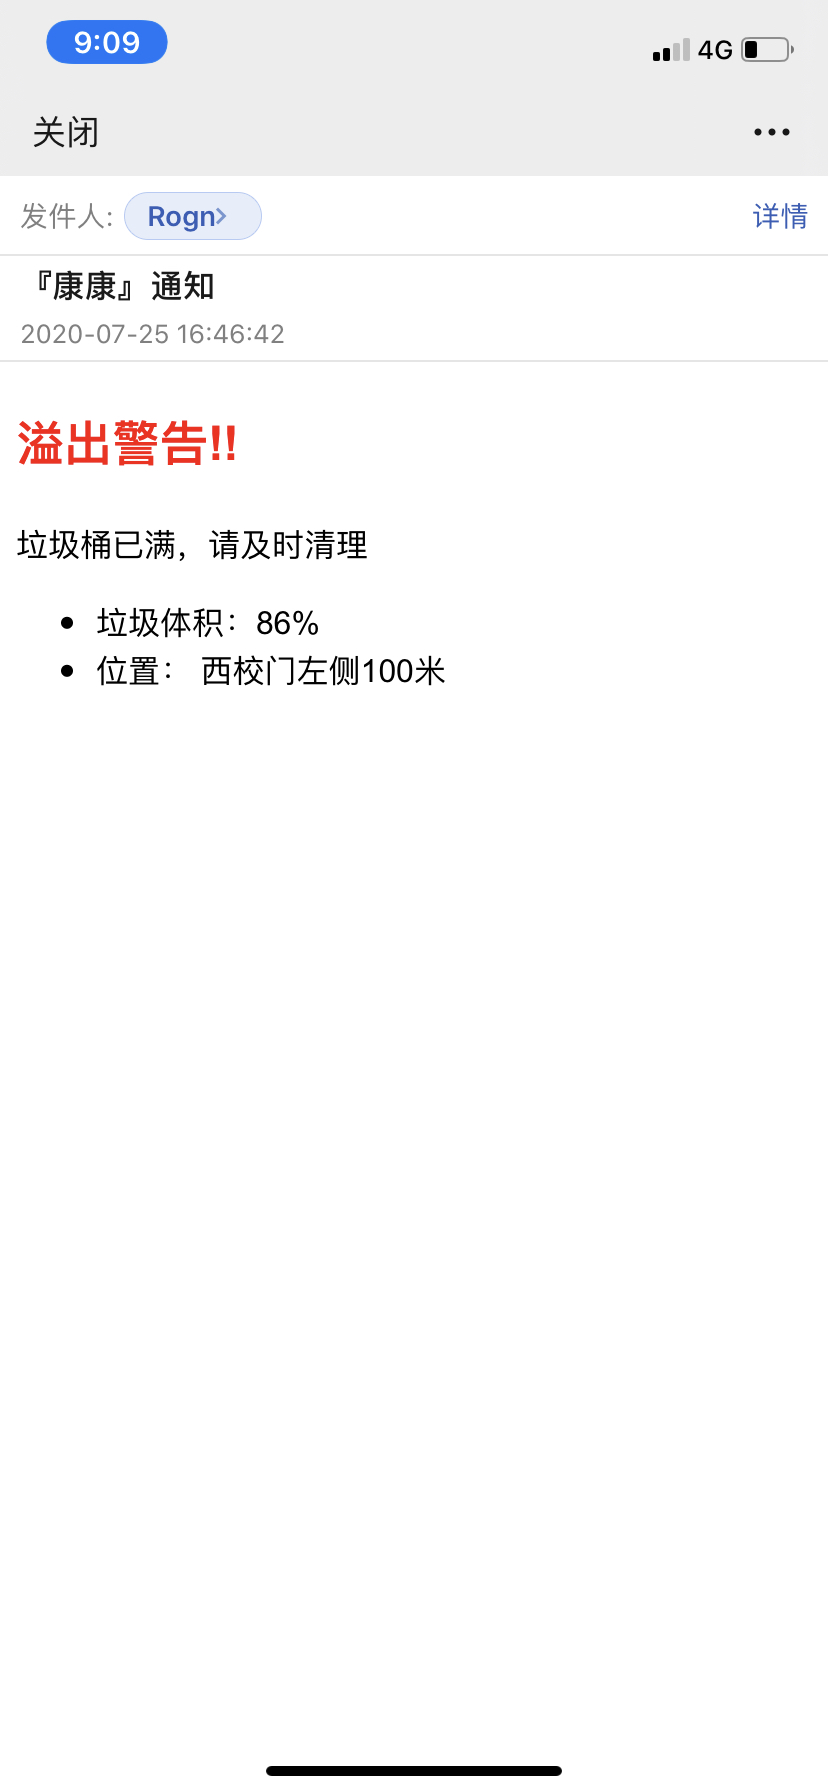 9:09 4G
关闭
发件人: Rogn 详情
『康康』通知
2020-07-25 16:46:42
溢出警告!!
垃圾桶已满，请及时清理
垃圾体积：86%
位置： 西校门左侧100米